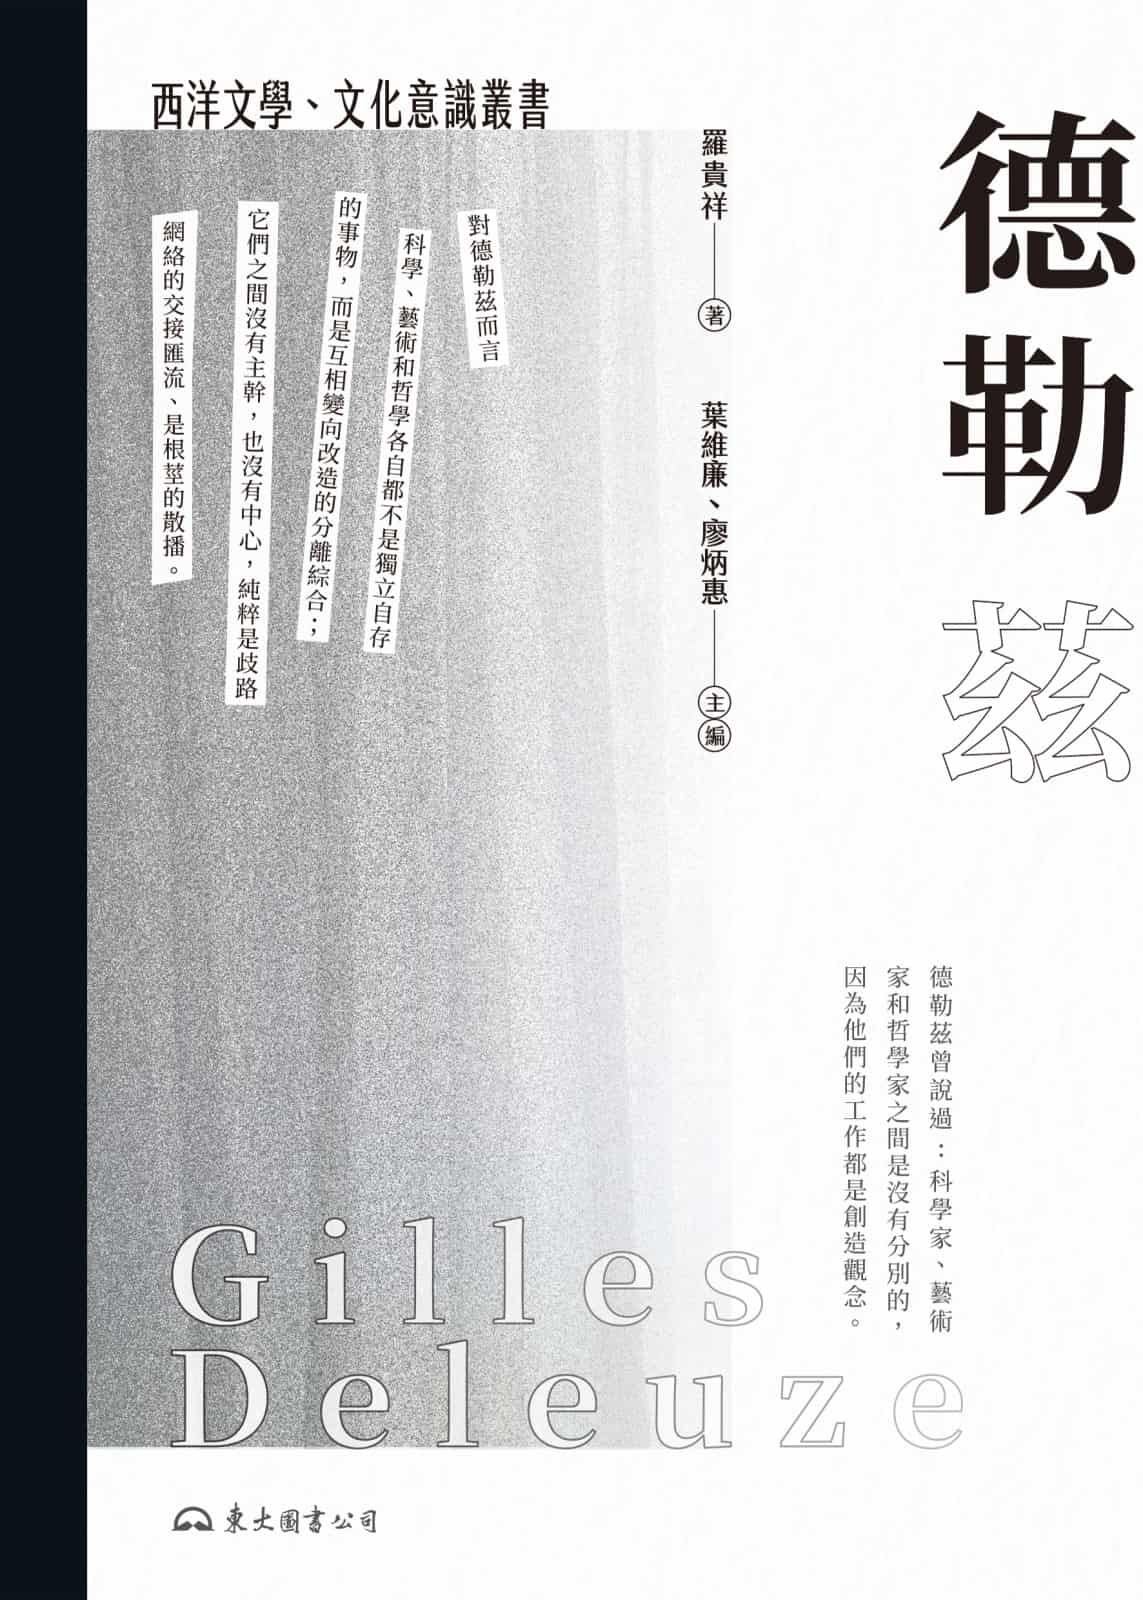 西洋文學、文化意識叢書
德勒茲
羅貴祥 著
葉維廉、廖炳惠 主編
對德勒茲而言
科學、藝術和哲學各自都不是獨立自存
的事物，而是互相變向改造的分離綜合；
它們之間沒有主幹，也沒有中心，純粹是歧路
網絡的交接匯流、是根莖的散播。
德勒茲曾說過：科學家、藝術
家和哲學家之間是沒有分別的，
因為他們的工作都是創造觀念。
Gilles
Deleuze
東大圖書公司